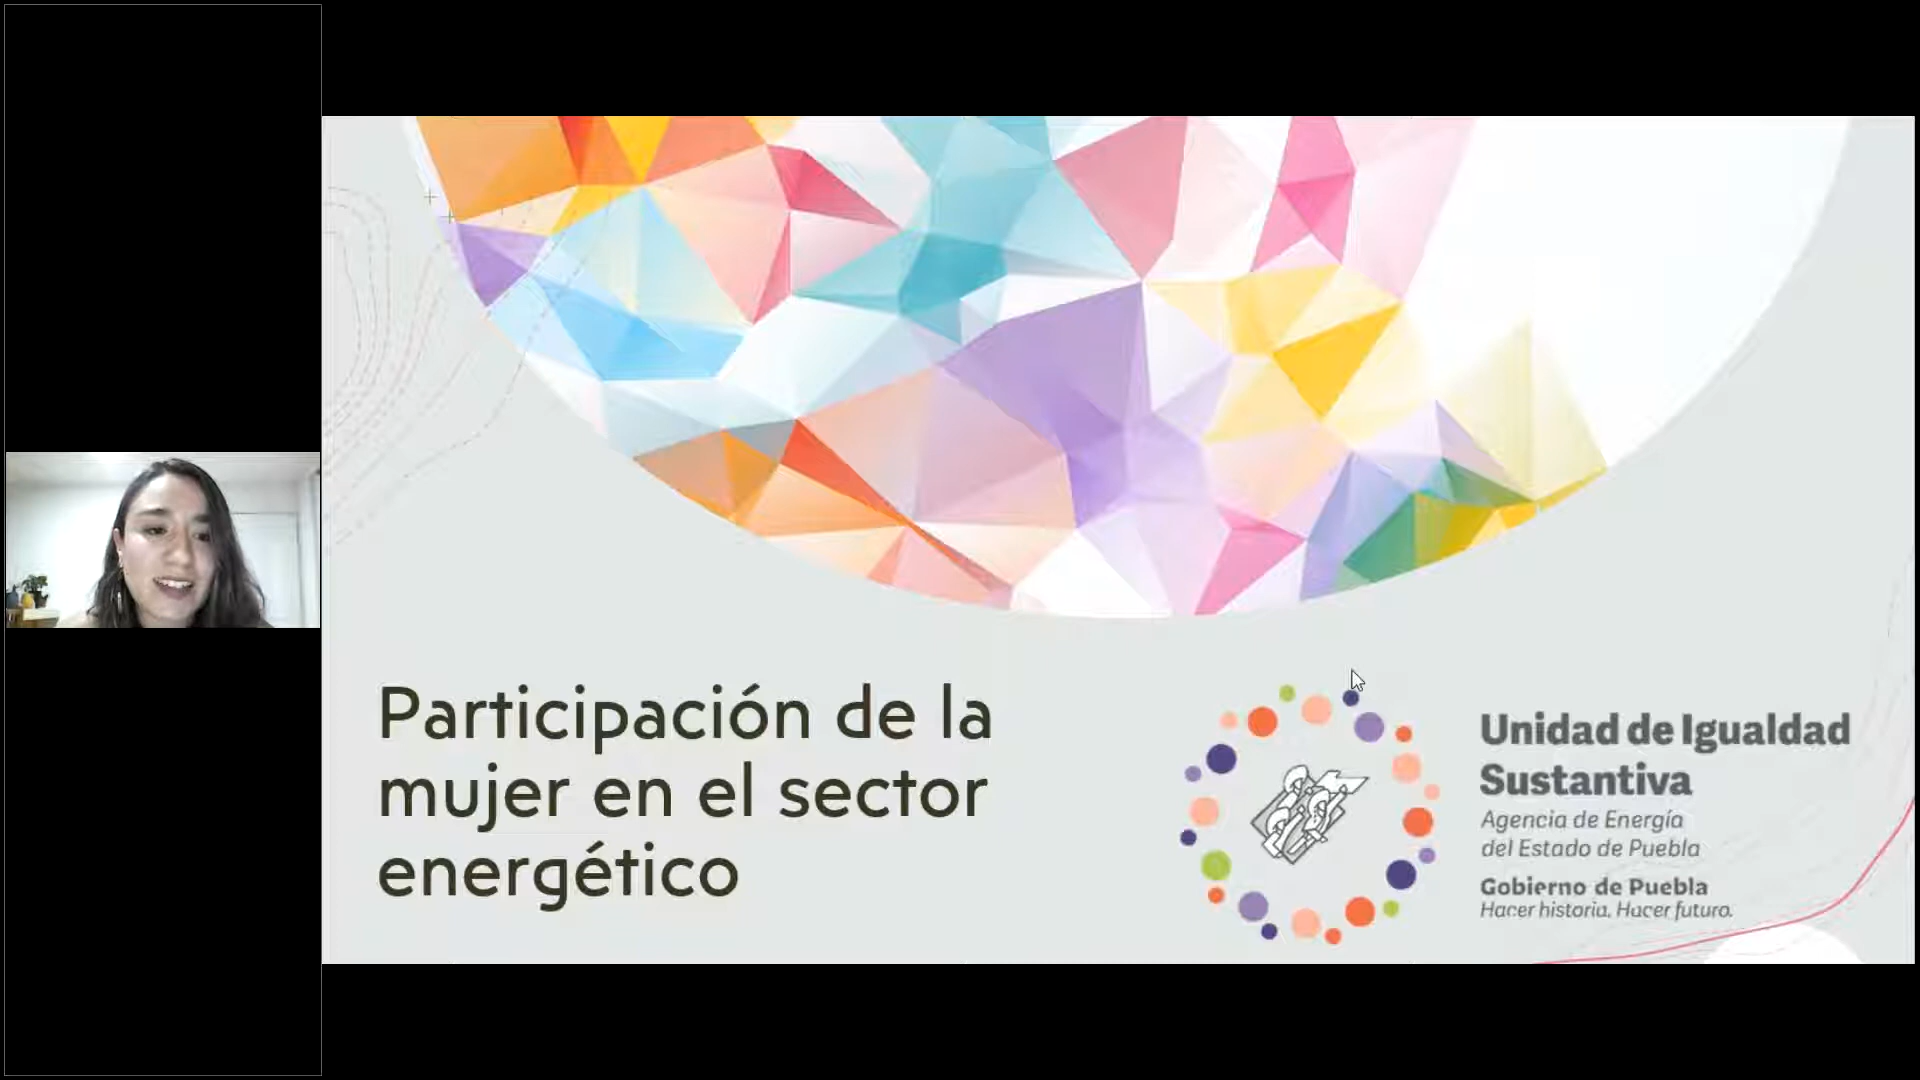 Participación de la
mujer en el sector
energético
Unidad de Igualdad
Sustantiva
Agencia de Energía
del Estado de Puebla
Gobierno de Puebla
Hacer historia. Hacer futuro.